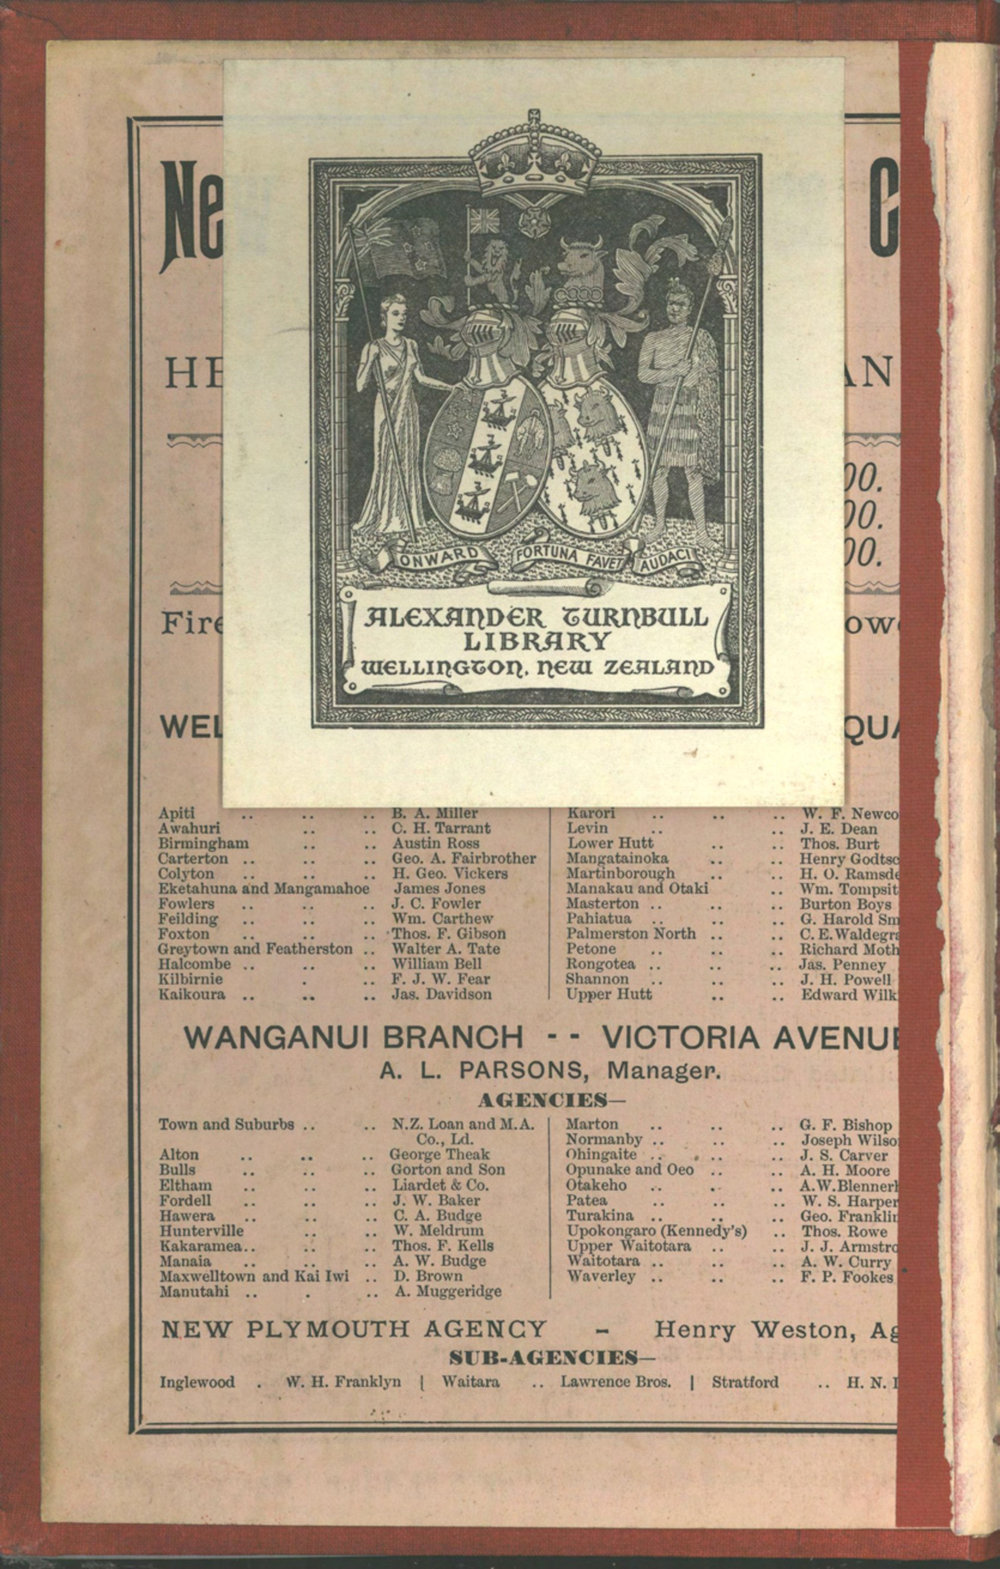 Ne C
HE AN
00.
00.
00.
Fire ow
WEL QUA
ONWARD FORTUNA FAVET AUDACI
ALEXANDER TURNBULL
LIBRARY
WELLINGTON, NEW ZEALAND
Apiti .. .. .. B. A. Miller
Awahuri .. .. C. H. Tarrant
Birmingham .. .. Austin Ross
Carterton .. .. .. Geo. A. Fairbrother
Colyton .. .. .. H. Geo. Vickers
Eketahuna and Mangamahoe James Jones
Fowlers .. .. .. J. C. Fowler
Feilding .. .. .. Wm. Carthew
Foxton .. .. .. Thos. F. Gibson
Greytown and Featherston .. Walter A. Tate
Halcombe .. .. .. William Bell
Kilbirnie . .. F. J. W. Fear
Kaikoura .. .. .. Jas. Davidson
Karori .. .. .. W. F. Newco
Levin .. .. J. E. Dean
Lower Hutt .. .. Thos. Burt
Mangatainoka .. .. Henry Godtsc
Martinborough .. .. H. O. Ramsde
Manakau and Otaki .. Wm. Tompsit
Masterton .. .. .. Burton Boys
Pahiatua .. .. .. G. Harold Sm
Palmerston North .. .. C. E. Waldegra
Petone .. .. .. Richard Moth
Rongotea .. .. .. Jas. Penney
Shannon .. .. .. J. H. Powell
Upper Hutt .. .. Edward Wilk
WANGANUI BRANCH - - VICTORIA AVENUE
A. L. PARSONS, Manager.
AGENCIES—
Town and Suburbs .. .. N.Z. Loan and M.A.
Co., Ld.
Alton .. .. .. George Theak
Bulls .. .. .. Gorton and Son
Eltham .. .. .. Liardet & Co.
Fordell .. .. .. J. W. Baker
Hawera .. .. .. C. A. Budge
Hunterville .. .. W. Meldrum
Kakaramea.. .. .. Thos. F. Kells
Manaia .. .. .. A. W. Budge
Maxwelltown and Kai Iwi .. D. Brown
Manutahi .. . .. A. Muggeridge
Marton .. .. .. G. F. Bishop
Normanby .. .. .. Joseph Wilso
Ohingaite .. .. .. J. S. Carver
Opunake and Oeo .. .. A. H. Moore
Otakeho .. .. .. A.W.Blennerh
Patea .. .. .. W. S. Harper
Turakina .. .. .. Geo. Franklin
Upokongaro (Kennedy's) .. Thos. Rowe
Upper Waitotara .. .. J. J. Armstro
Waitotara .. .. .. A. W. Curry
Waverley .. .. .. F. P. Fookes
NEW PLYMOUTH AGENCY - Henry Weston, Ag
SUB-AGENCIES—
Inglewood . W. H. Franklyn | Waitara .. Lawrence Bros. | Stratford .. H. N.